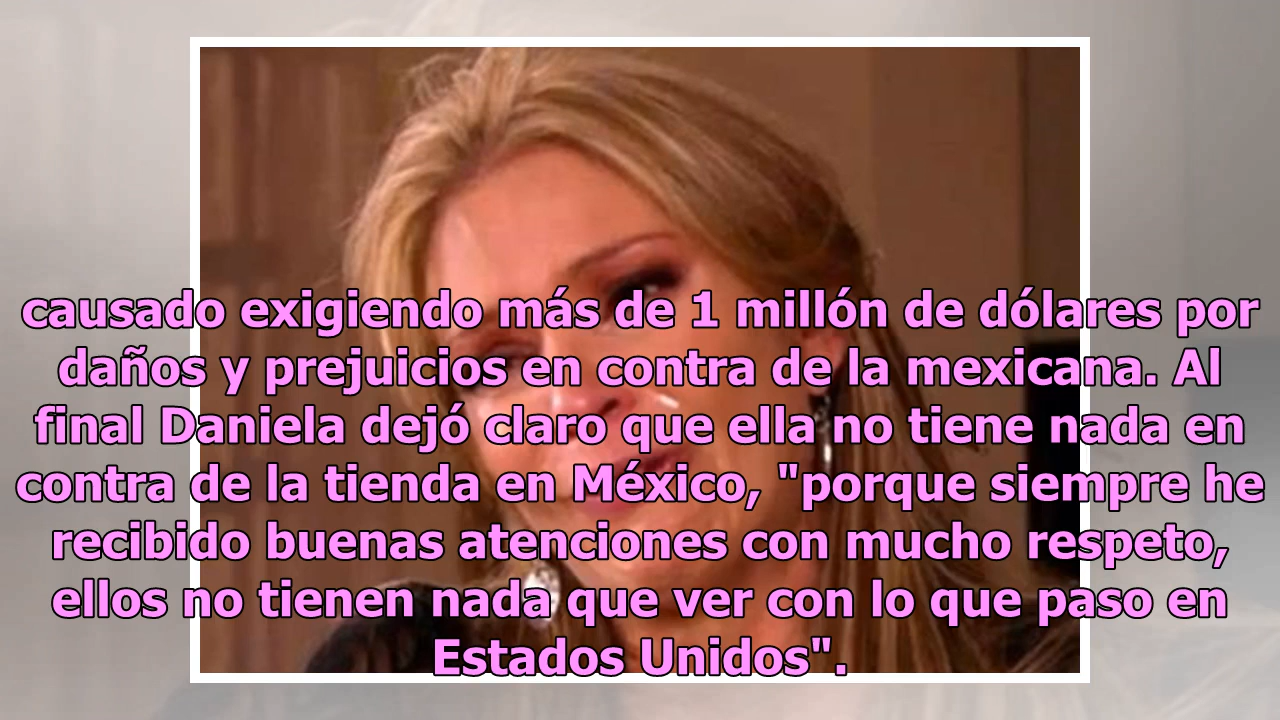 causado exigiendo más de 1 millón de dólares por
daños y prejuicios en contra de la mexicana. Al
final Daniela dejó claro que ella no tiene nada en
contra de la tienda en México, "porque siempre he
recibido buenas atenciones con mucho respeto,
ellos no tienen nada que ver con lo que paso en
Estados Unidos".